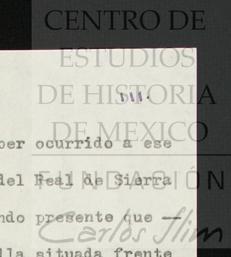 CENTRO DE
ESTUDIOS
DE HISTORIA
DE MEXICO
FUNDACIÓN
Carlos Slim
111.
ber ocurrido a ese
del Real de Sierra
ndo presente que —
lla situada frente